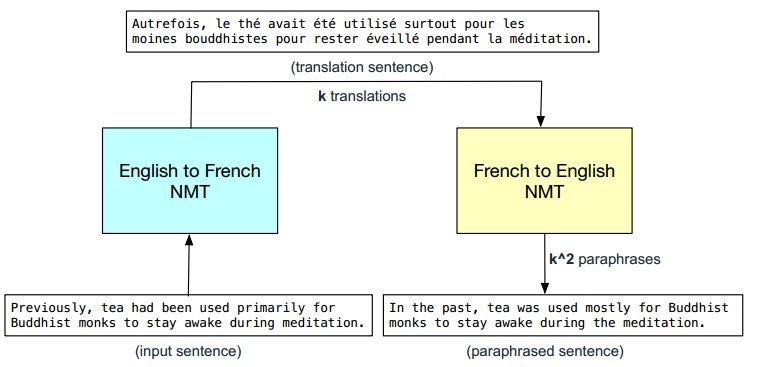 Autrefois, le thé avait été utilisé surtout pour les
moines bouddhistes pour rester éveillé pendant la méditation.
(translation sentence)
k translations
English to French
NMT
French to English
NMT
k^2 paraphrases
Previously, tea had been used primarily for
Buddhist monks to stay awake during meditation.
(input sentence)
In the past, tea was used mostly for Buddhist
monks to stay awake during the meditation.
(paraphrased sentence)